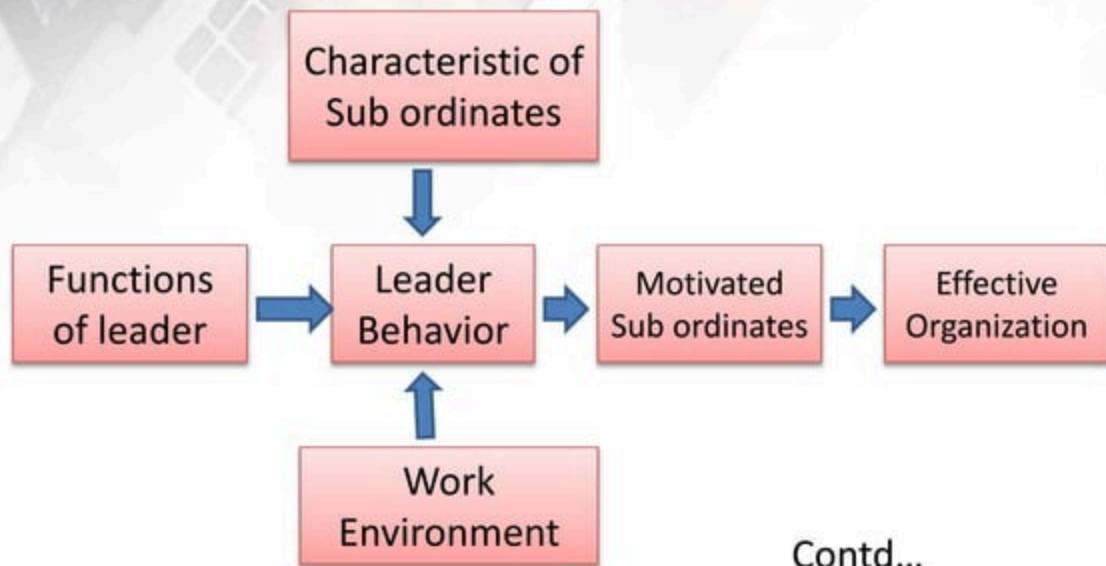 Characteristic of
Sub ordinates
Functions
of leader
Leader
Behavior
Motivated
Sub ordinates
Effective
Organization
Work
Environment
Contd...